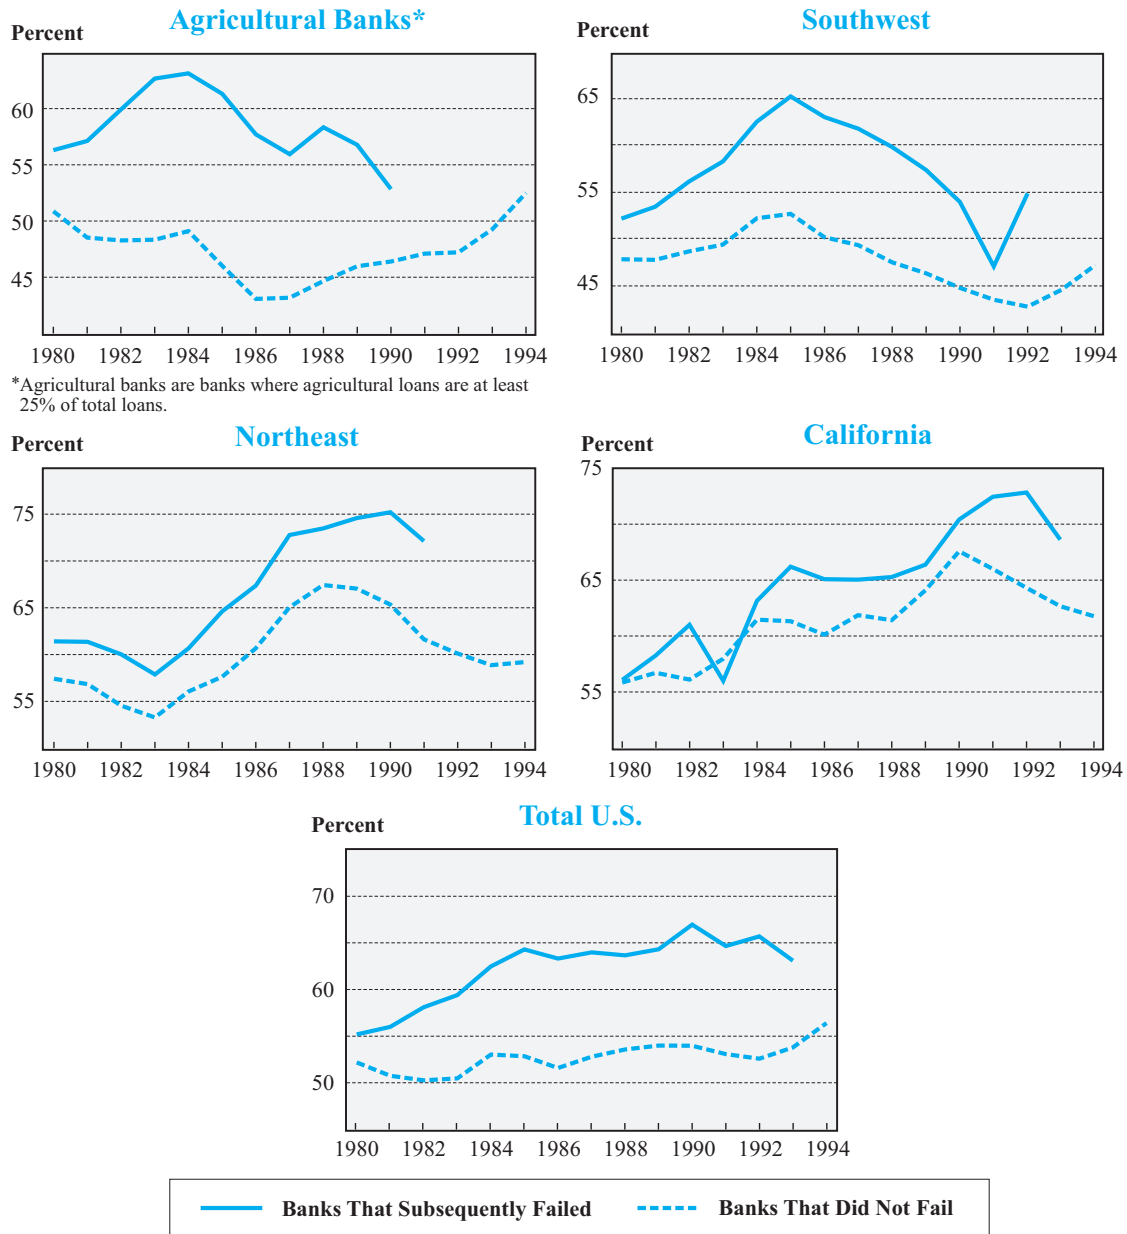 Agricultural Banks*
Percent
60
55
50
45
1980 1982 1984 1986 1988 1990 1992 1994
*Agricultural banks are banks where agricultural loans are at least
25% of total loans.
Southwest
Percent
65
55
45
1980 1982 1984 1986 1988 1990 1992 1994
Northeast
Percent
75
65
55
1980 1982 1984 1986 1988 1990 1992 1994
California
Percent
75
65
55
1980 1982 1984 1986 1988 1990 1992 1994
Total U.S.
Percent
70
60
50
1980 1982 1984 1986 1988 1990 1992 1994
Banks That Subsequently Failed Banks That Did Not Fail